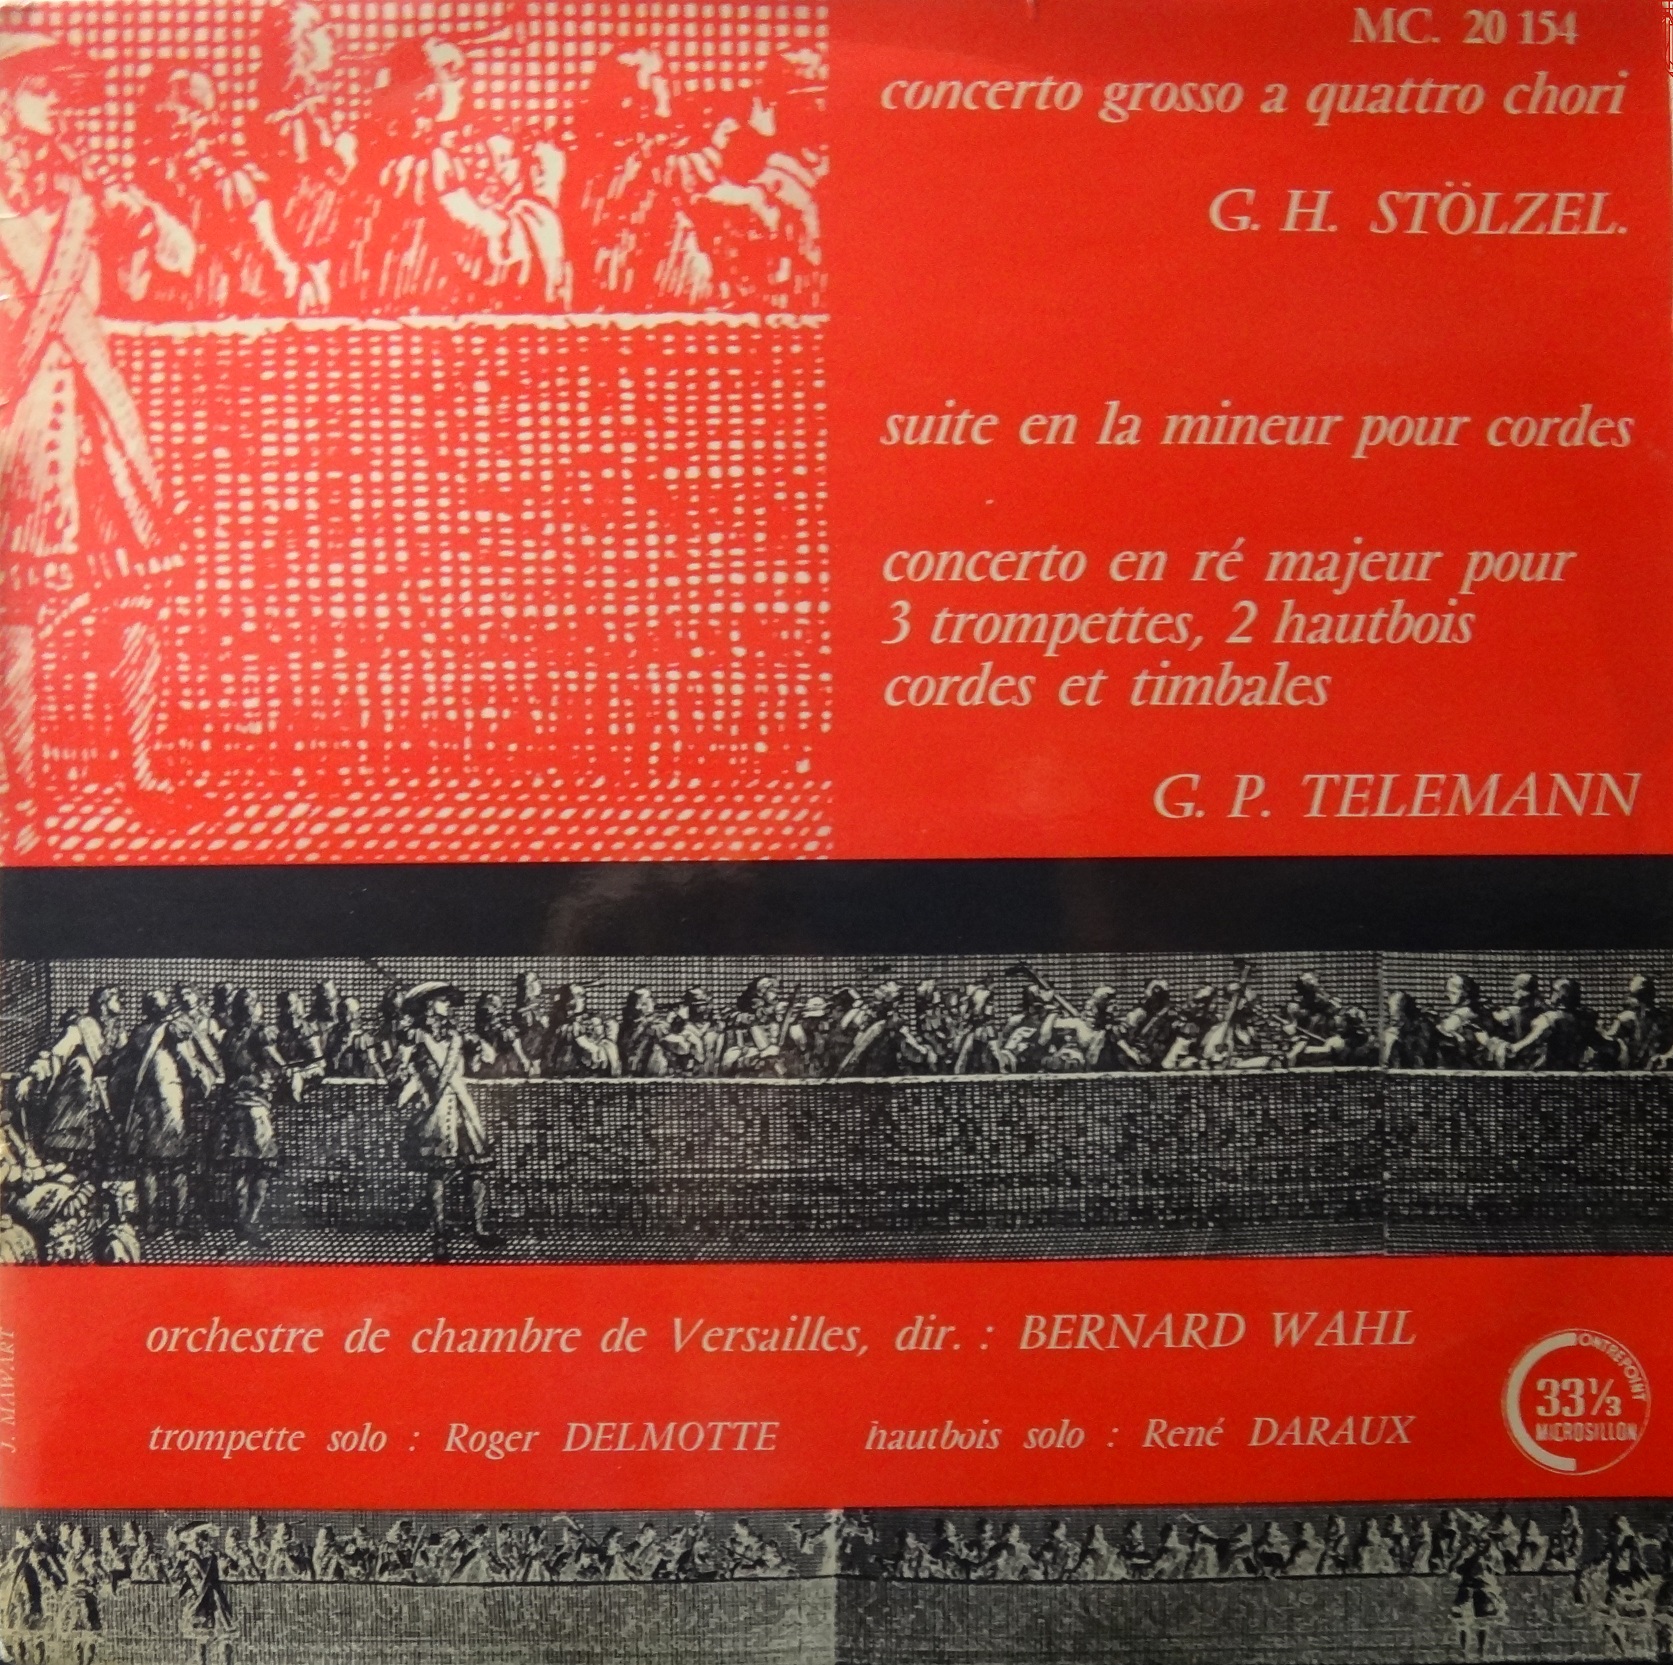 MC. 20 154
concerto grosso a quattro chori
G. H. STÖLZEL.
suite en la mineur pour cordes
concerto en ré majeur pour
3 trompettes, 2 hautbois
cordes et timbales
G. P. TELEMANN
orchestre de chambre de Versailles, dir. : BERNARD WAHL
trompette solo : Roger DELMOTTE hautbois solo : René DARAUX
CONTREPOINT
33⅓
MICROSILLON
J. MAWART